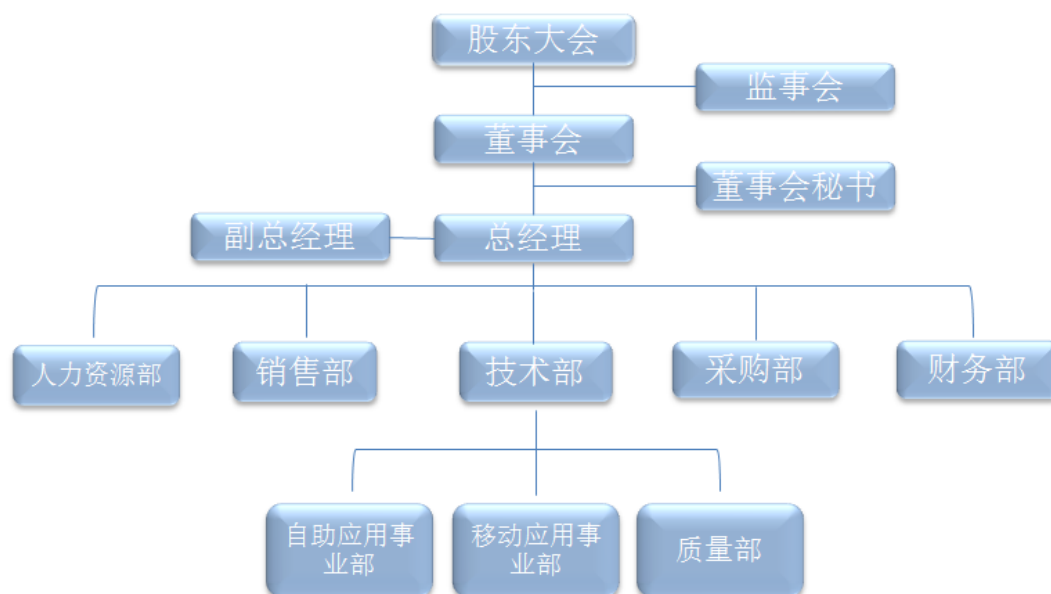 股东大会
监事会
董事会
董事会秘书
副总经理
总经理
人力资源部
销售部
技术部
采购部
财务部
自助应用事
业部
移动应用事
业部
质量部